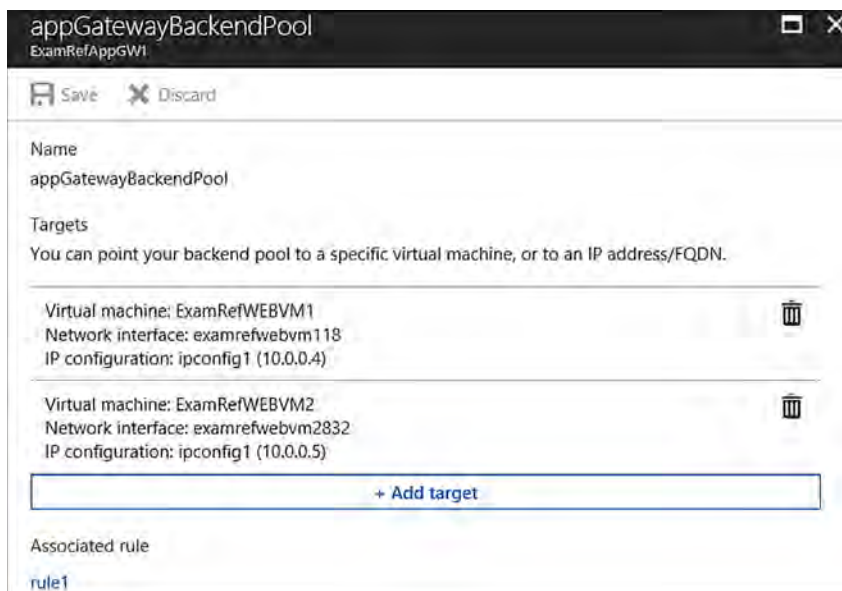 appGatewayBackendPool
ExamRefAppGW1
Save Discard
Name
appGatewayBackendPool
Targets
You can point your backend pool to a specific virtual machine, or to an IP address/FQDN.
Virtual machine: ExamRefWEBVM1
Network interface: examrefwebvm118
IP configuration: ipconfig1 (10.0.0.4)
Virtual machine: ExamRefWEBVM2
Network interface: examrefwebvm2832
IP configuration: ipconfig1 (10.0.0.5)
+ Add target
Associated rule
rule1